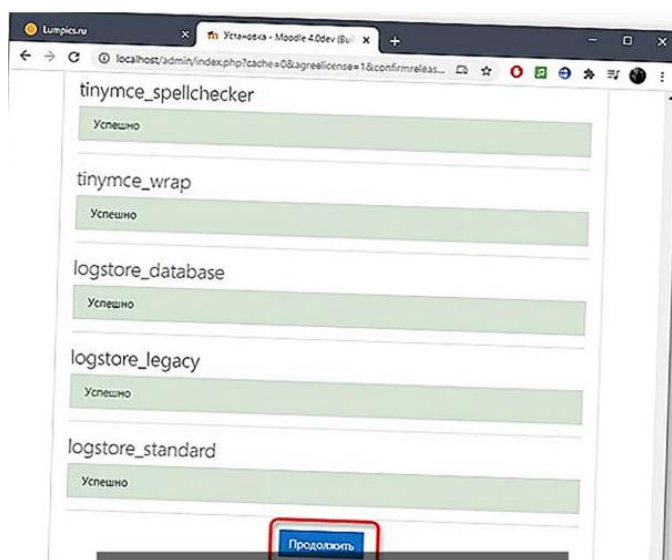 Lumpics.ru
Установка - Moodle 4.0dev (Bui
localhost/admin/index.php?cache=0&agreelicense=1&confirmreleas...
tinymce_spellchecker
Успешно
tinymce_wrap
Успешно
logstore_database
Успешно
logstore_legacy
Успешно
logstore_standard
Успешно
Продолжить